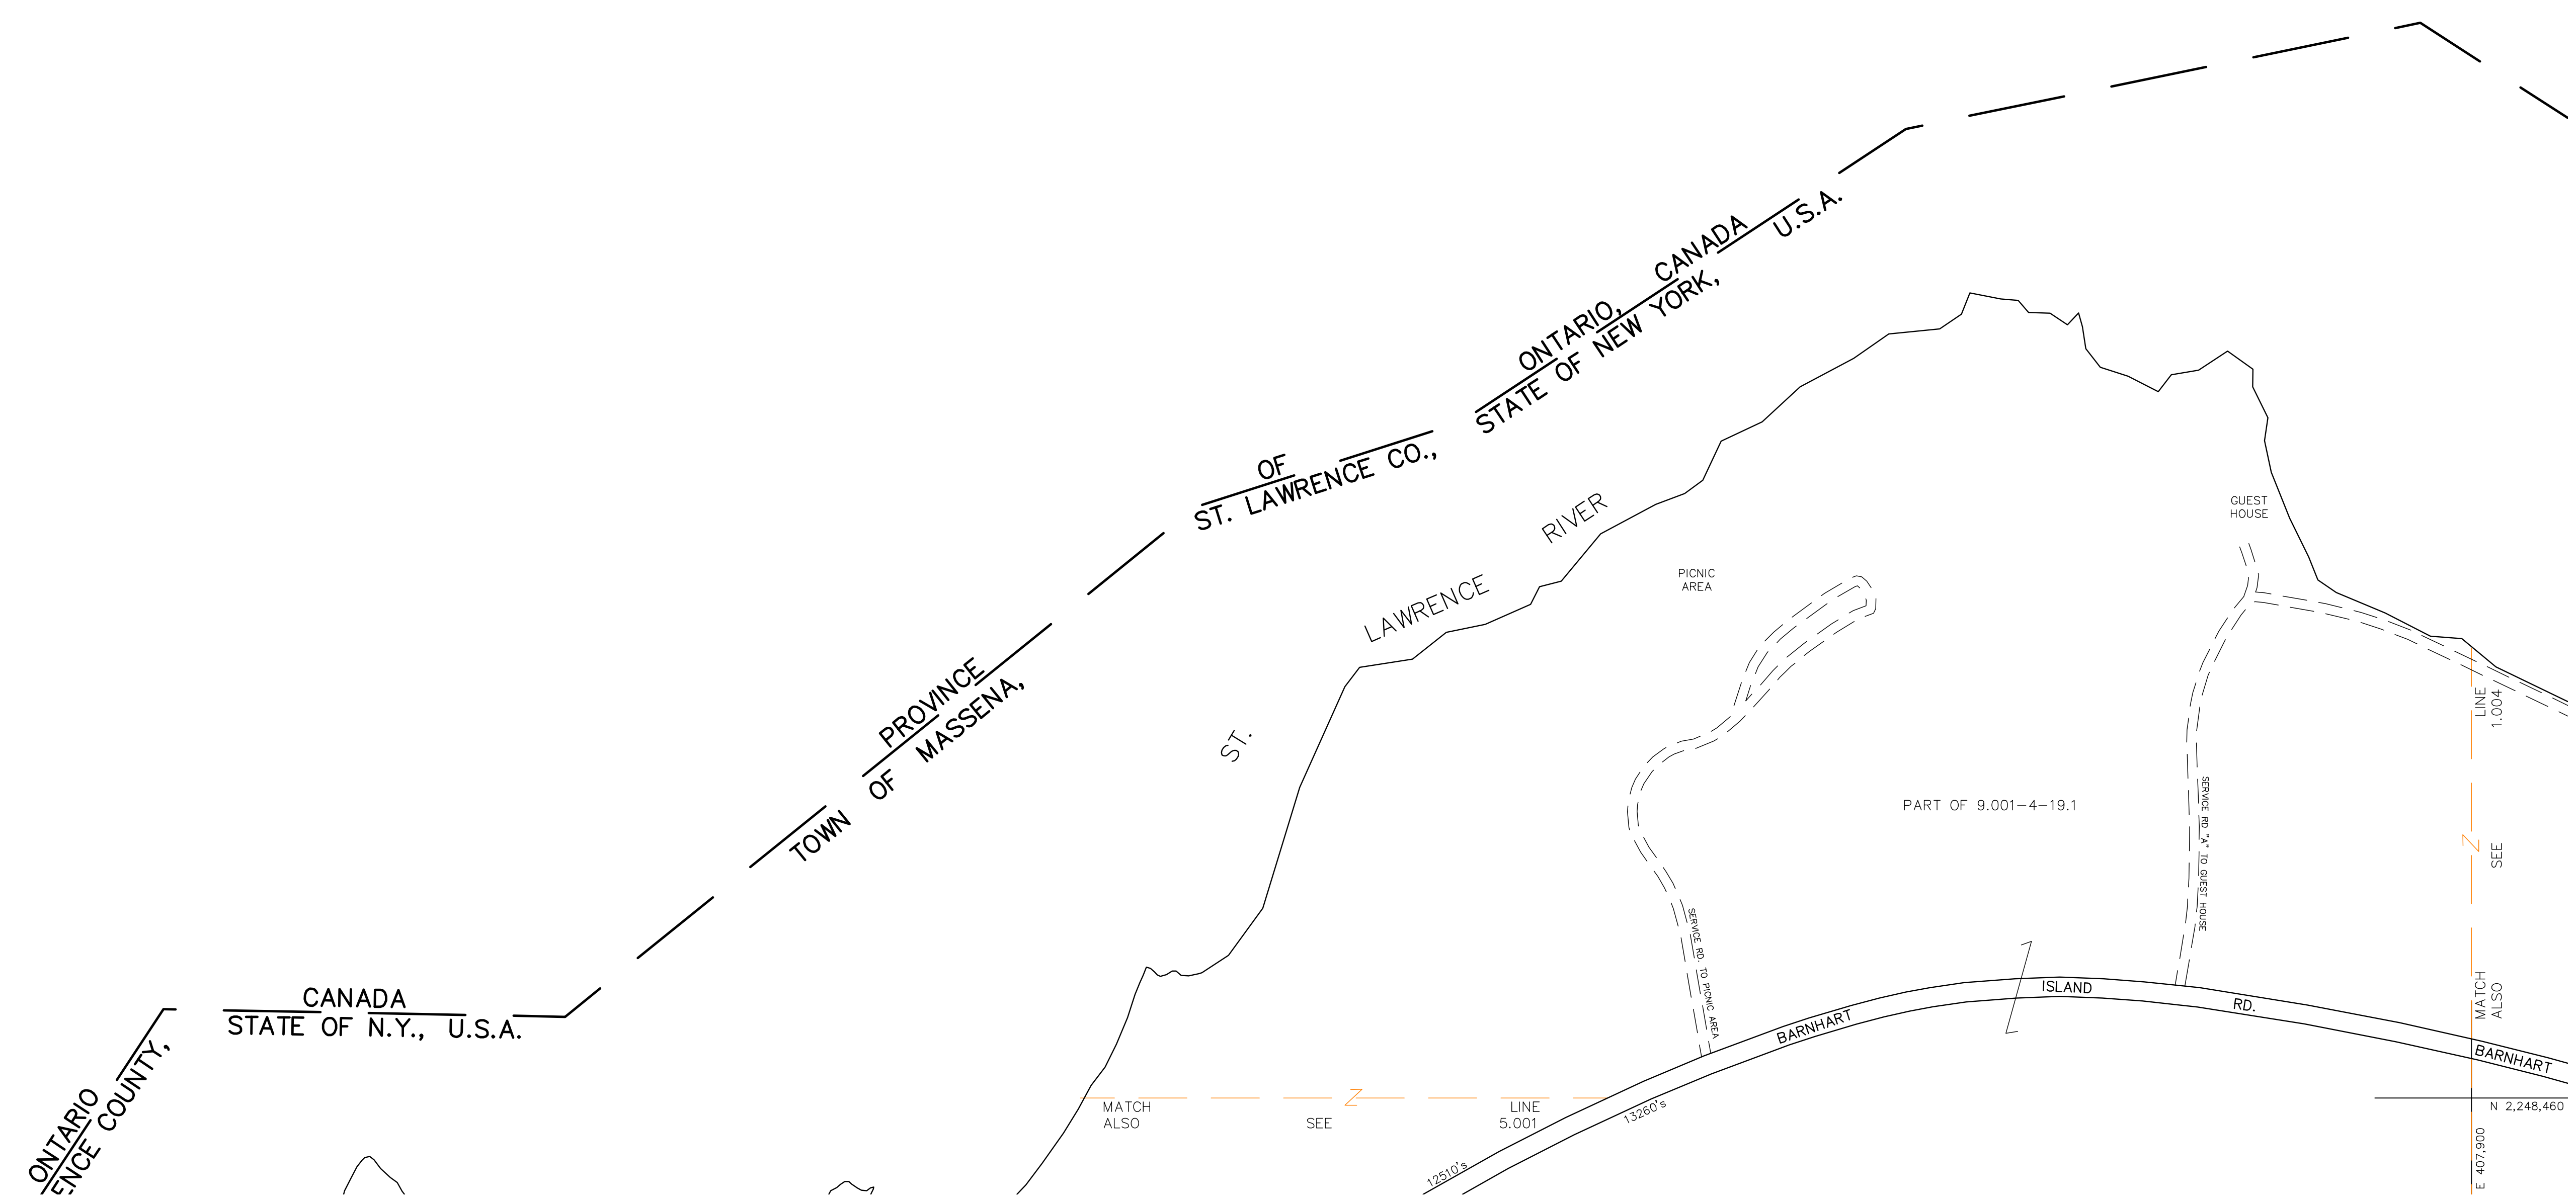 PROVINCE OF ONTARIO, CANADA
TOWN OF MASSENA, ST. LAWRENCE CO., STATE OF NEW YORK, U.S.A.
ST. LAWRENCE RIVER
GUEST
HOUSE
PICNIC
AREA
PART OF 9.001-4-19.1
SERVICE RD. TO PICNIC AREA
SERVICE RD "A" TO GUEST HOUSE
MATCH LINE
ALSO SEE 1.004
BARNHART ISLAND RD.
BARNHART
CANADA
STATE OF N.Y., U.S.A.
ONTARIO
ENCE COUNTY,
MATCH LINE
ALSO SEE 5.001
13260's
12510's
N 2,248,460
E 407,900